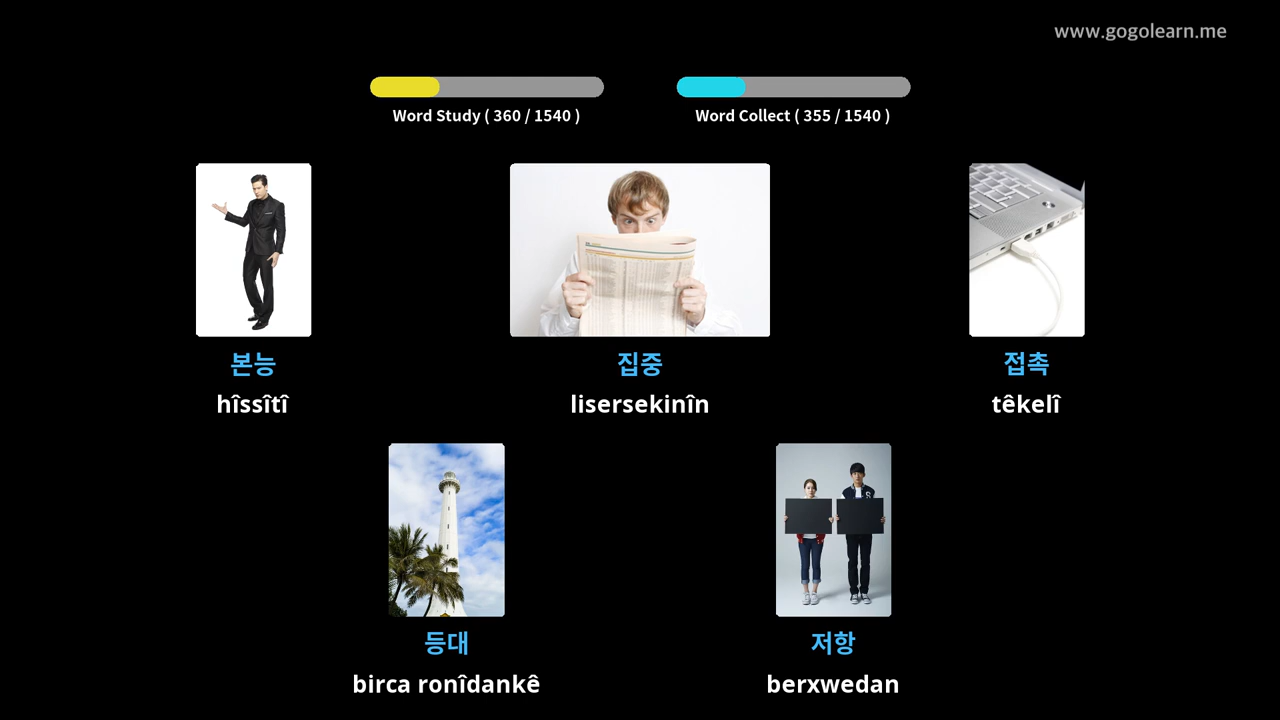 www.gogolearn.me
Word Study ( 360 / 1540 )
Word Collect ( 355 / 1540 )
본능
집중
접촉
hîssîtî
lisersekinîn
têkelî
등대
저항
birca ronîdankê
berxwedan